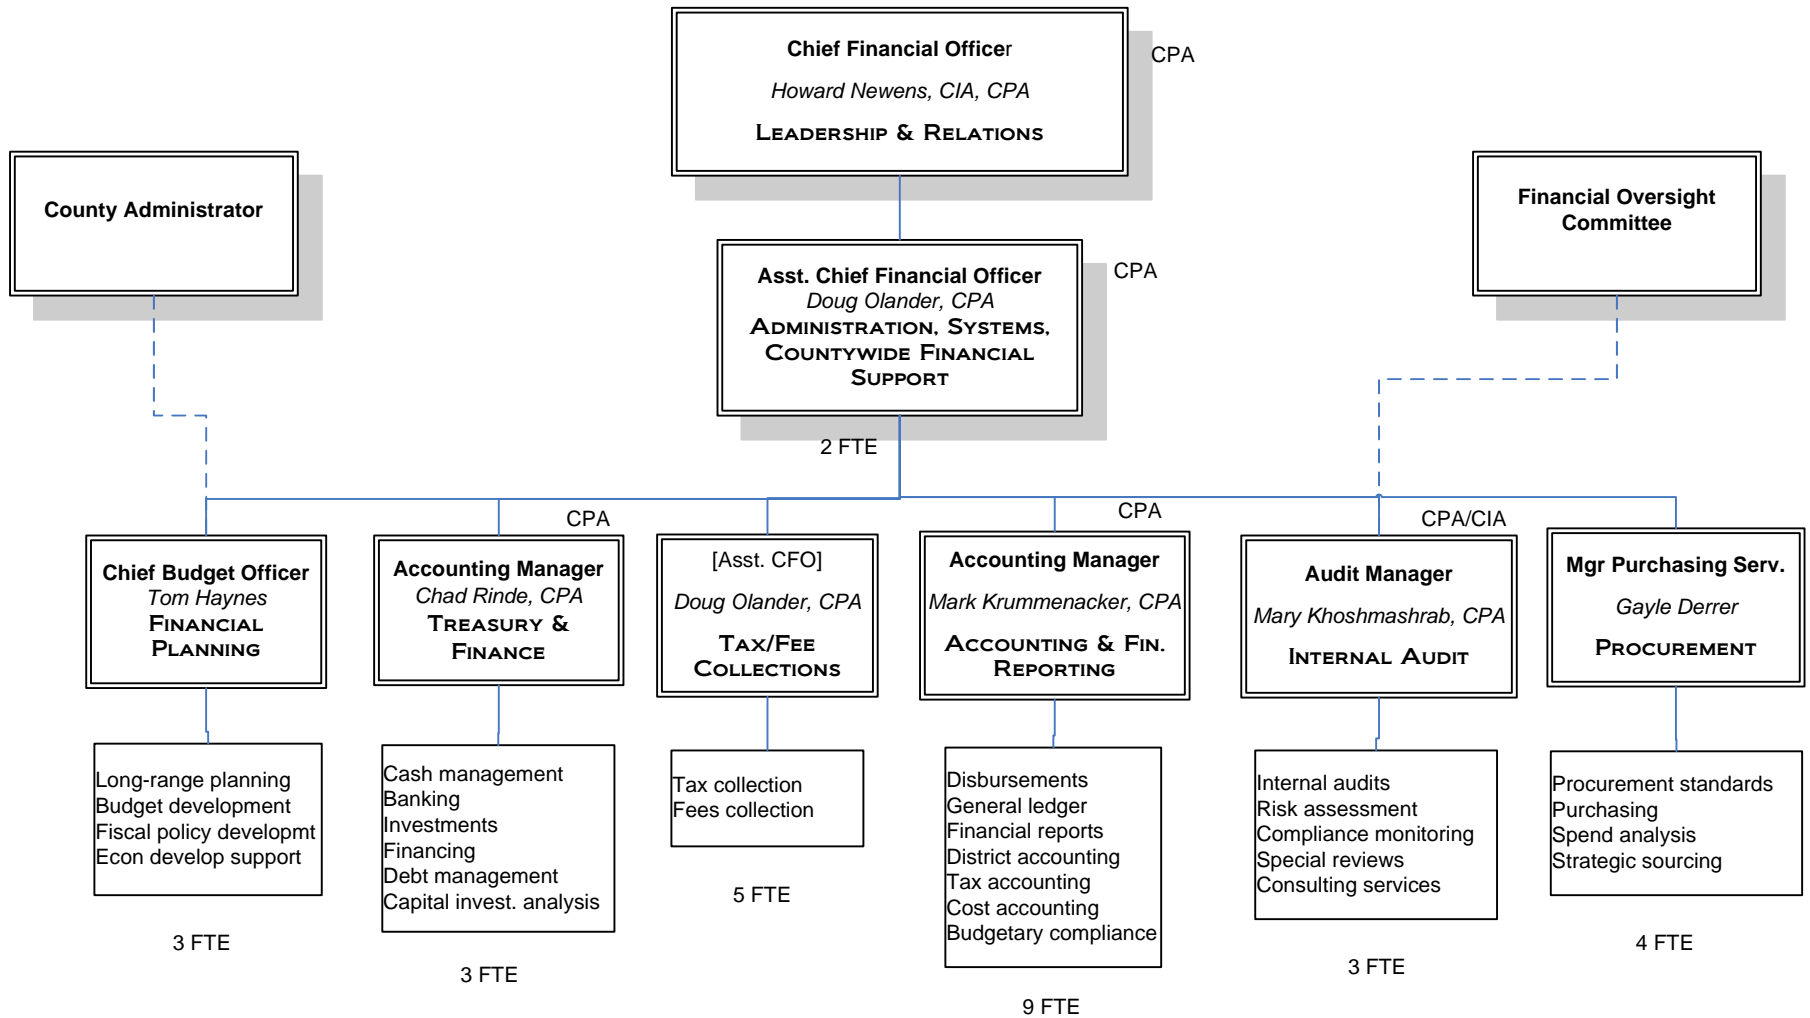 Chief Financial Officer
CPA
Howard Newens, CIA, CPA
LEADERSHIP & RELATIONS
County Administrator
Financial Oversight
Committee
Asst. Chief Financial Officer
CPA
Doug Olander, CPA
ADMINISTRATION, SYSTEMS,
COUNTYWIDE FINANCIAL
SUPPORT
2 FTE
Chief Budget Officer
Tom Haynes
FINANCIAL
PLANNING
Long-range planning
Budget development
Fiscal policy developmt
Econ develop support
3 FTE
CPA
Accounting Manager
Chad Rinde, CPA
TREASURY &
FINANCE
Cash management
Banking
Investments
Financing
Debt management
Capital invest. analysis
3 FTE
[Asst. CFO]
Doug Olander, CPA
TAX/FEE
COLLECTIONS
Tax collection
Fees collection
5 FTE
CPA
Accounting Manager
Mark Krummenacker, CPA
ACCOUNTING & FIN.
REPORTING
Disbursements
General ledger
Financial reports
District accounting
Tax accounting
Cost accounting
Budgetary compliance
9 FTE
CPA/CIA
Audit Manager
Mary Khoshmashrab, CPA
INTERNAL AUDIT
Internal audits
Risk assessment
Compliance monitoring
Special reviews
Consulting services
3 FTE
Mgr Purchasing Serv.
Gayle Derrer
PROCUREMENT
Procurement standards
Purchasing
Spend analysis
Strategic sourcing
4 FTE